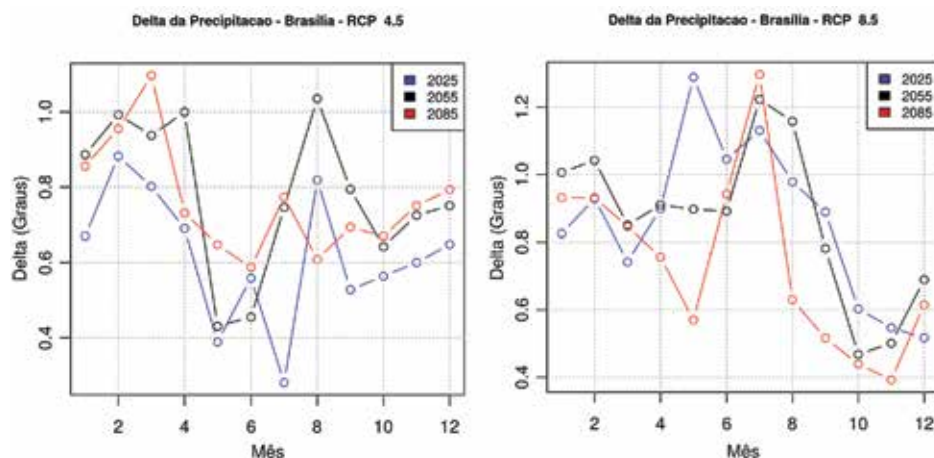 Delta da Precipitacao - Brasília - RCP 4.5
2025
2055
2085
Delta (Graus)
1.0
0.8
0.6
0.4
2 4 6 8 10 12
Mês
Delta da Precipitacao - Brasília - RCP 8.5
2025
2055
2085
Delta (Graus)
1.2
1.0
0.8
0.6
0.4
2 4 6 8 10 12
Mês